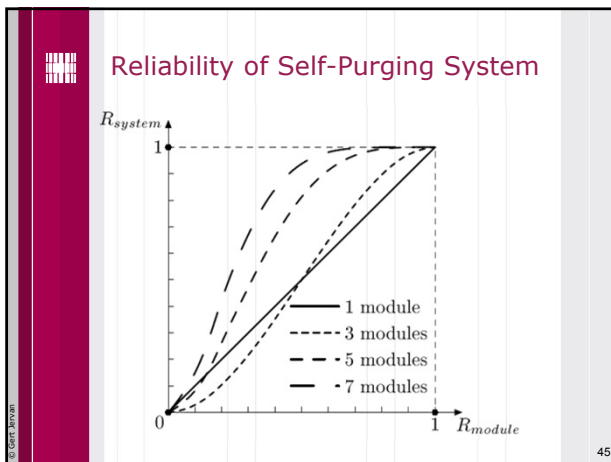 Reliability of Self-Purging System
R_system
1
1 module
3 modules
5 modules
7 modules
0
1
R_module
© Gert Jervan
45